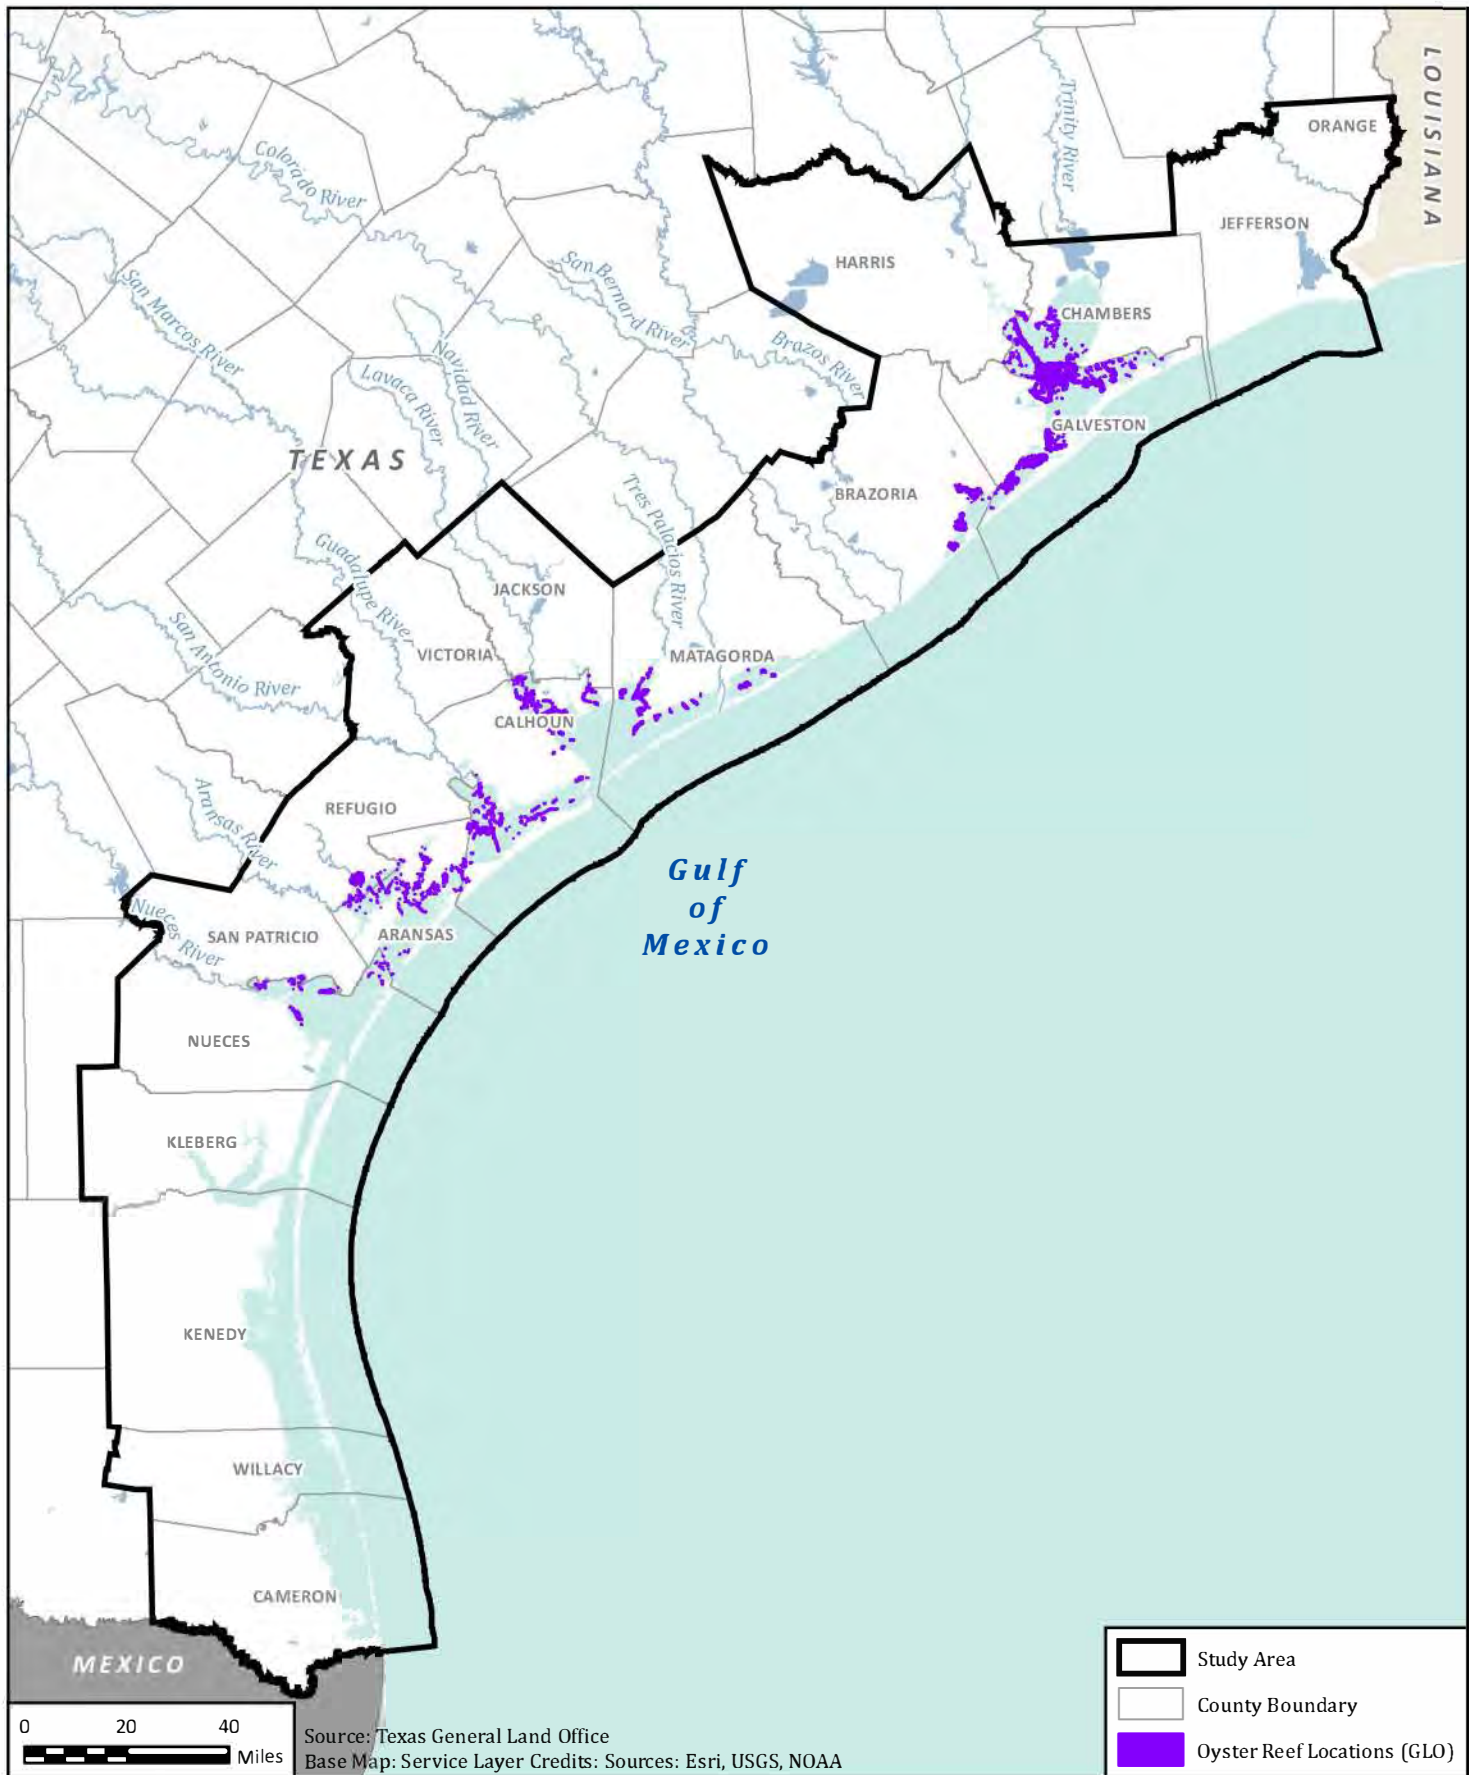 LOUISIANA
ORANGE
Trinity River
Colorado River
JEFFERSON
HARRIS
San Bernard River
San Marcos River
CHAMBERS
Navidad River
Brazos River
Lavaca River
GALVESTON
TEXAS
BRAZORIA
Tres Palacios River
Guadalupe River
JACKSON
San Antonio River
VICTORIA
MATAGORDA
CALHOUN
Aransas River
REFUGIO
Gulf
of
Mexico
Nueces River
SAN PATRICIO
ARANSAS
NUECES
KLEBERG
KENEDY
WILLACY
CAMERON
MEXICO
Study Area
County Boundary
Oyster Reef Locations (GLO)
0 20 40
Miles
Source: Texas General Land Office
Base Map: Service Layer Credits: Sources: Esri, USGS, NOAA